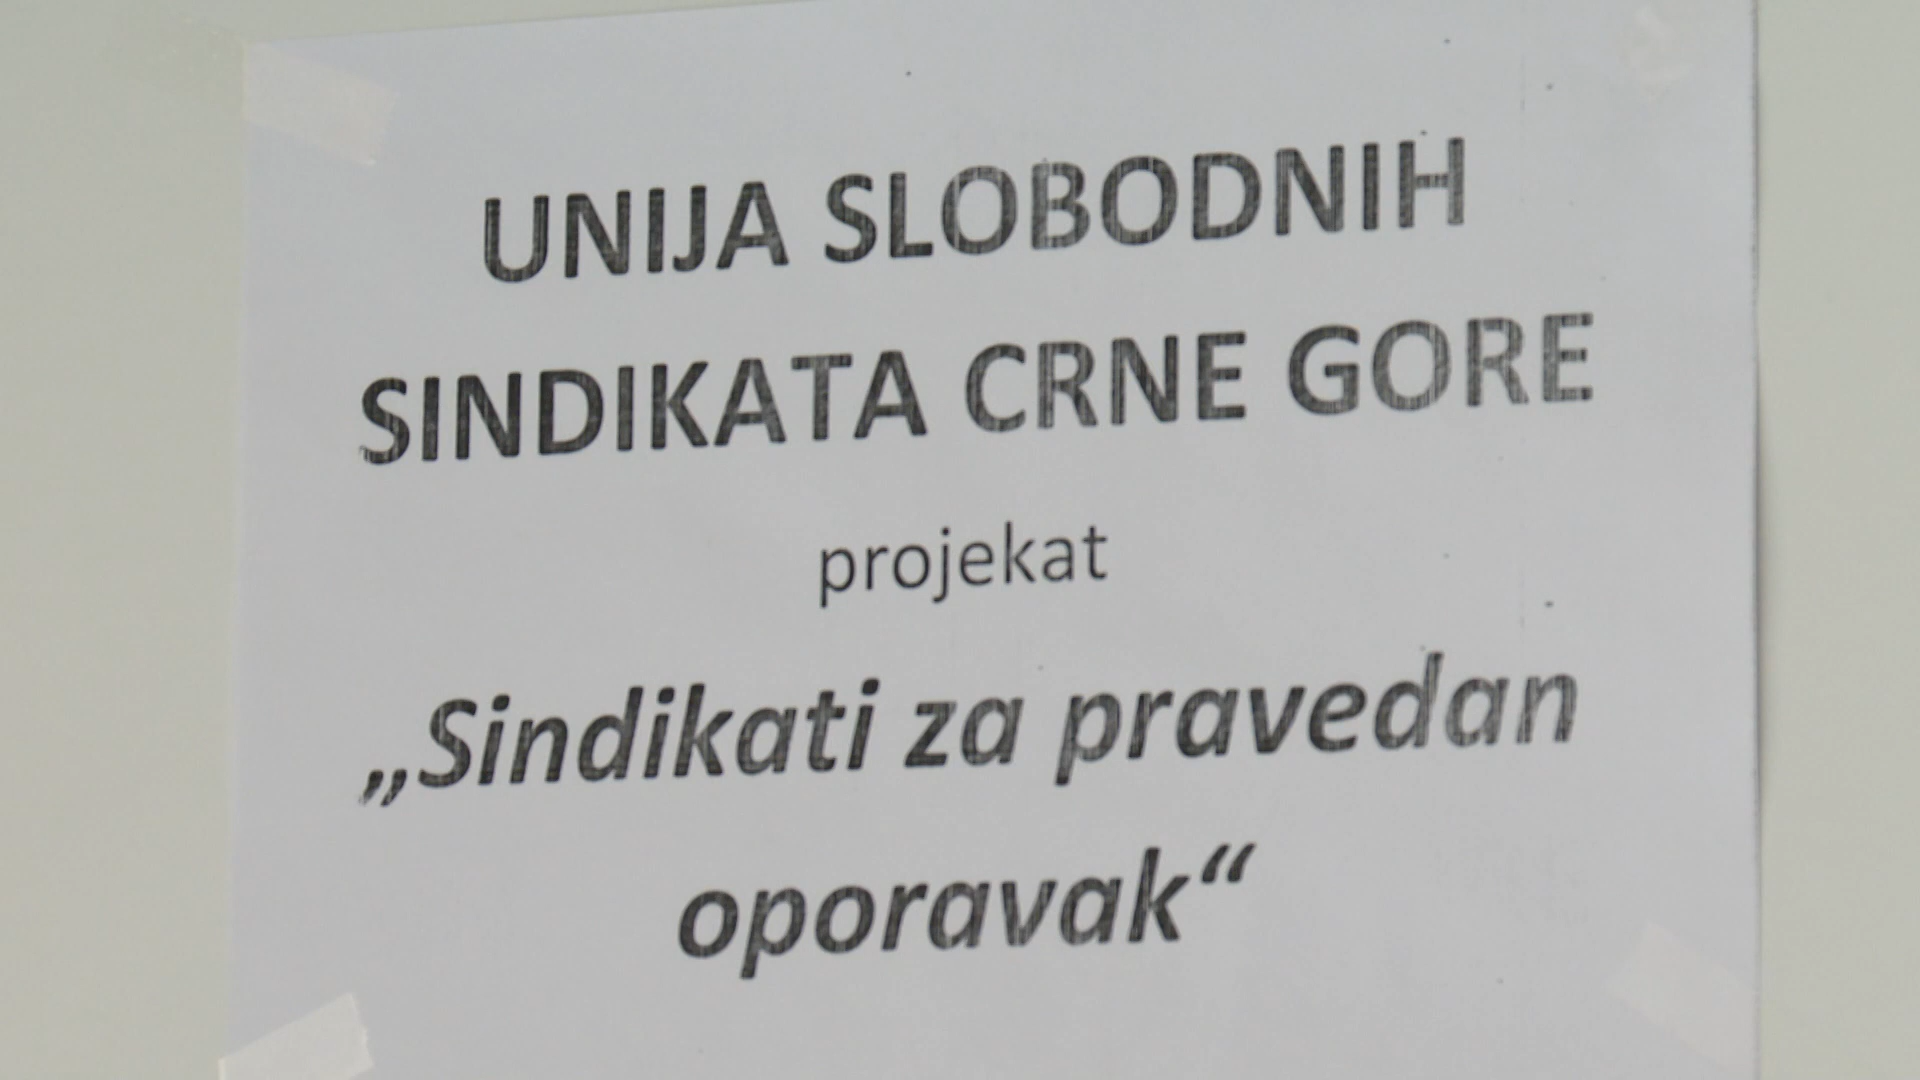 UNIJA SLOBODNIH
SINDIKATA CRNE GORE
projekat
„Sindikati za pravedan
oporavak“